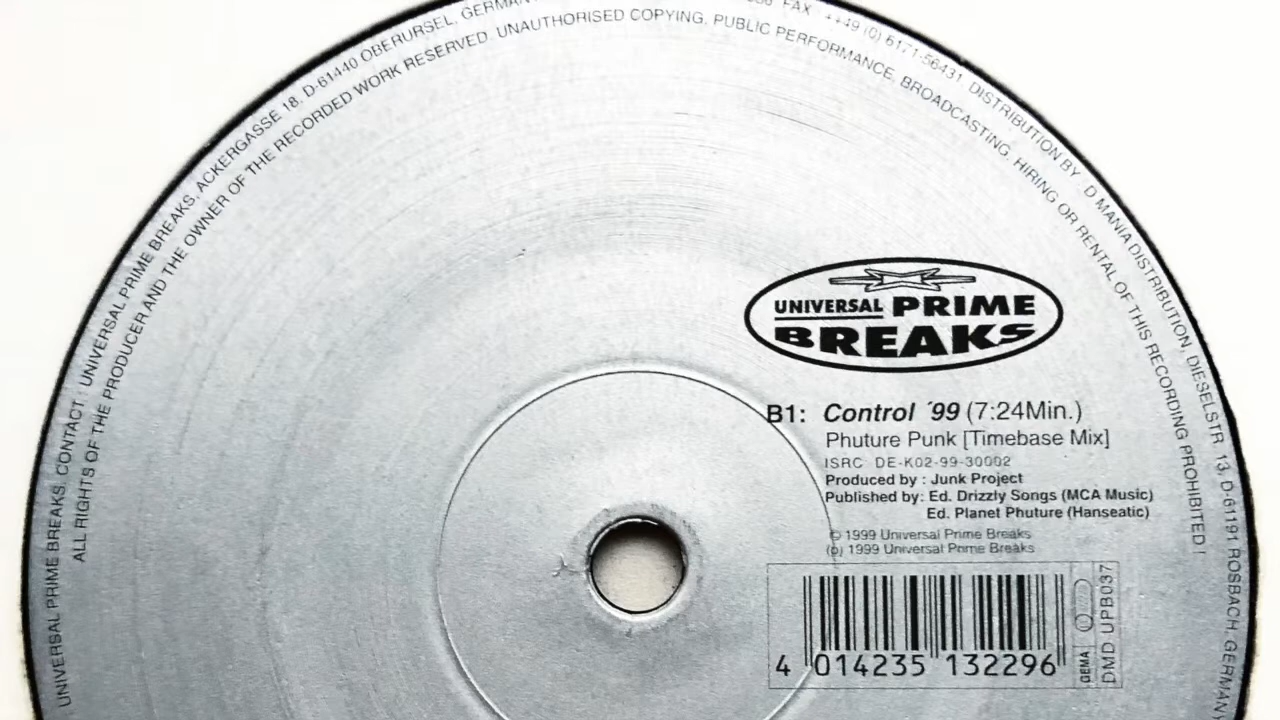 UNIVERSAL PRIME BREAKS. CONTACT : UNIVERSAL PRIME BREAKS, ACKERGASSE 18, D-61440 OBERURSEL, GERMAN
FAX : ++49 (0) 6171-56431, DISTRIBUTION BY : D MANIA DISTRIBUTION, DIESELSTR. 13, D-61191 ROSBACH, GERMAN
ALL RIGHTS OF THE PRODUCER AND THE OWNER OF THE RECORDED WORK RESERVED. UNAUTHORISED COPYING, PUBLIC PERFORMANCE, BROADCASTING, HIRING OR RENTAL OF THIS RECORDING PROHIBITED!
UNIVERSAL PRIME
BREAKS
B1: Control ´99 (7:24Min.)
Phuture Punk [Timebase Mix]
ISRC DE-K02-99-30002
Produced by : Junk Project
Published by: Ed. Drizzly Songs (MCA Music)
Ed. Planet Phuture (Hanseatic)
© 1999 Universal Prime Breaks
(p) 1999 Universal Prime Breaks
4 014235 132296
GEMA
DMD UPB037